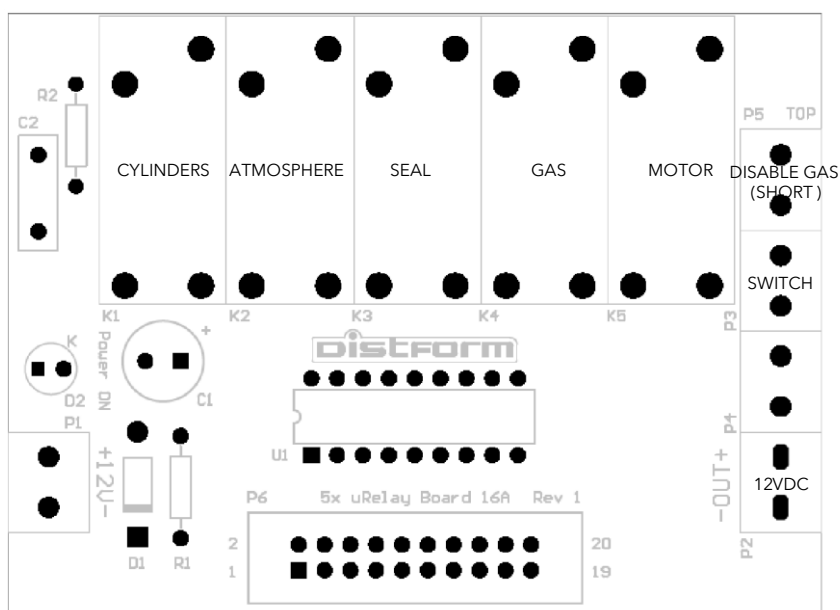 R2
C2
P5 TOP
CYLINDERS
ATMOSPHERE
SEAL
GAS
MOTOR
DISABLE GAS
(SHORT )
SWITCH
K1
K2
K3
K4
K5
P3
Power ON
K
D2
+
C1
Distform
P1
+12V-
U1
P4
-OUT+
12VDC
P6 5x uRelay Board 16A Rev 1
2
20
1
19
D1
R1
P2